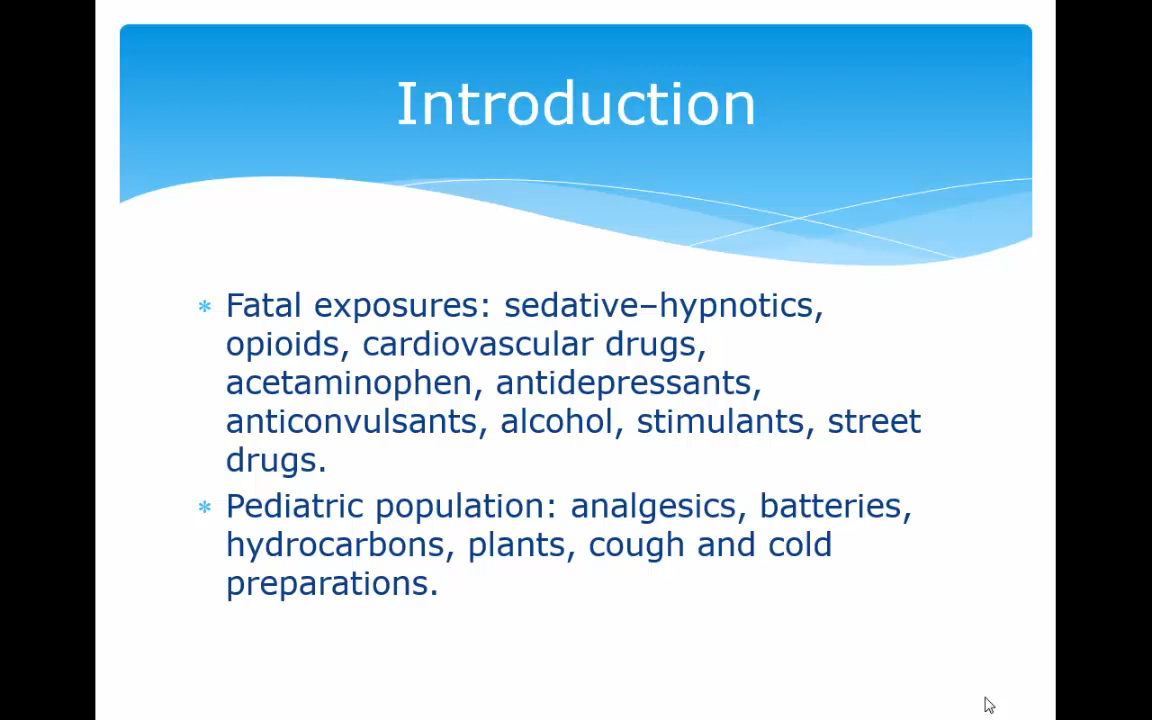 Introduction
* Fatal exposures: sedative–hypnotics,
opioids, cardiovascular drugs,
acetaminophen, antidepressants,
anticonvulsants, alcohol, stimulants, street
drugs.
* Pediatric population: analgesics, batteries,
hydrocarbons, plants, cough and cold
preparations.